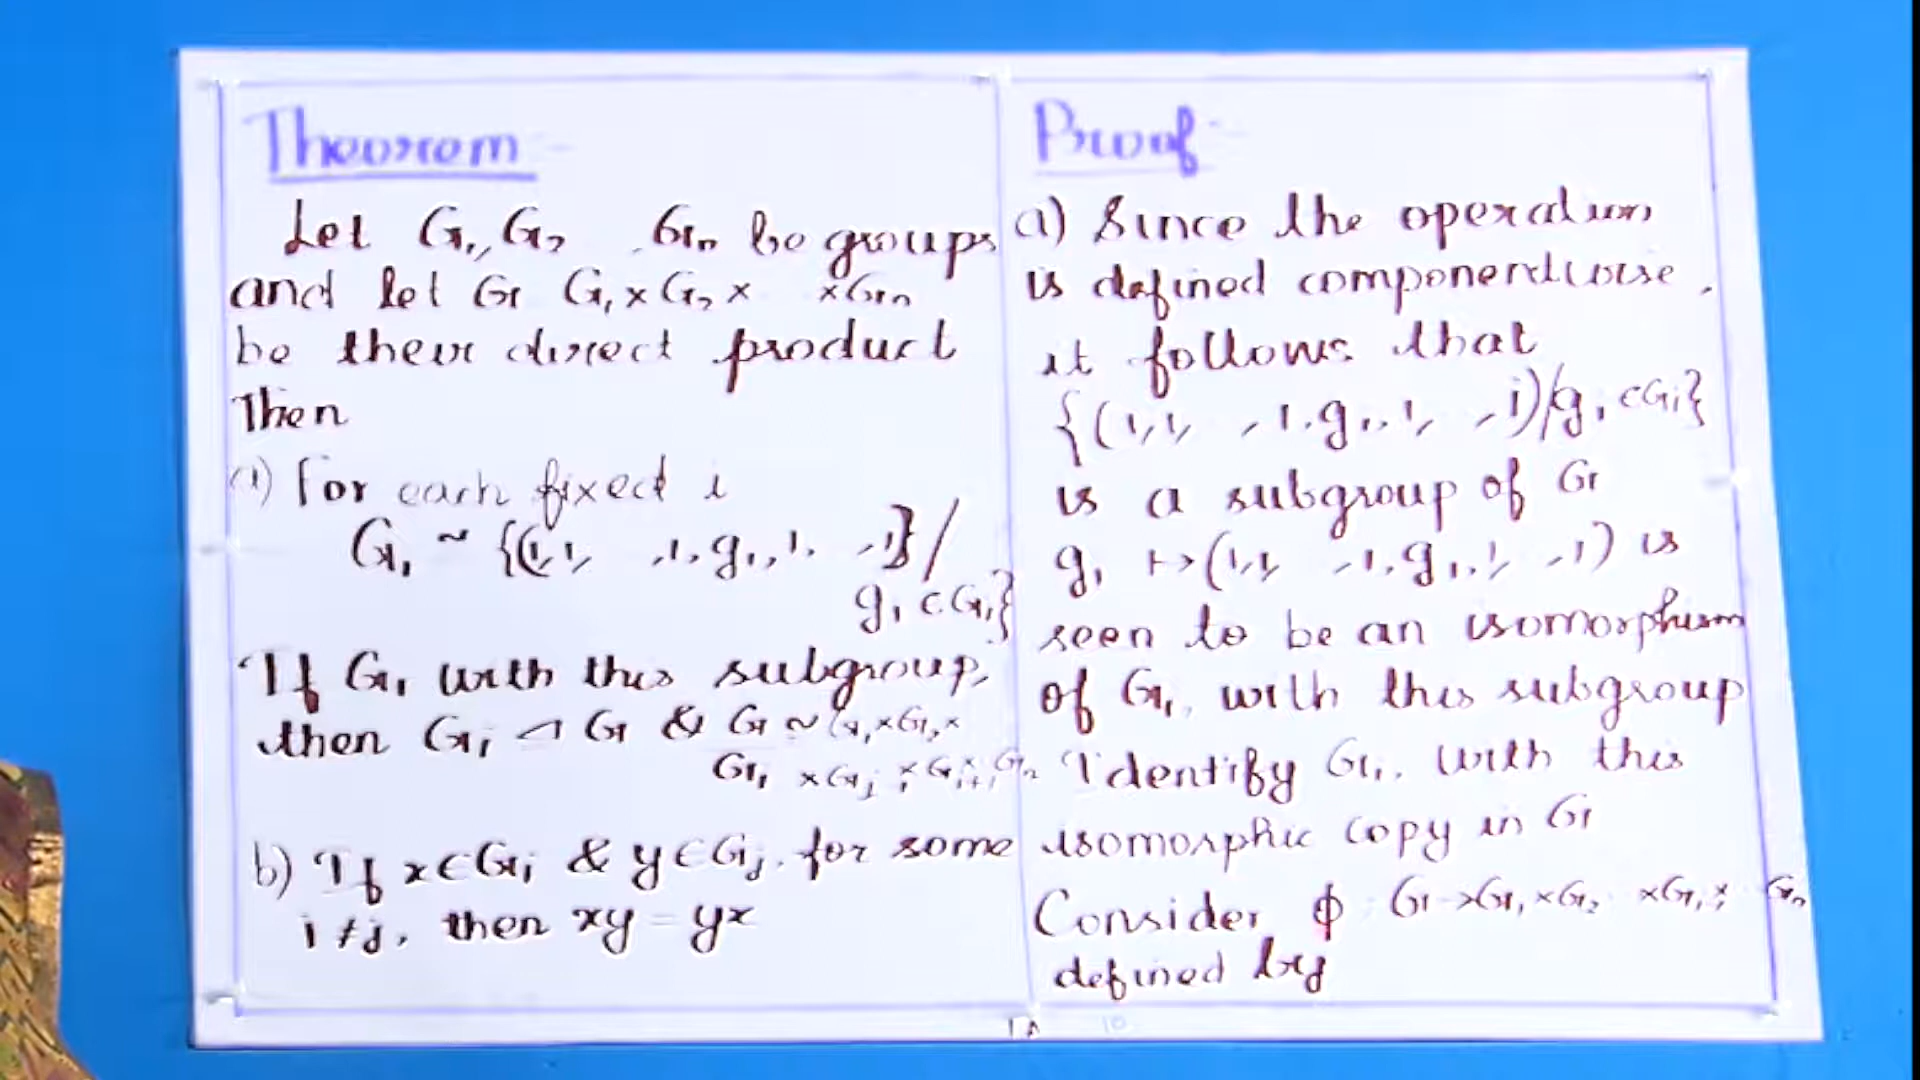 Theorem
Let G₁, G₂ , Gₙ be groups
and let G G₁ × G₂ × × Gₙ
be their direct product
Then
a) For each fixed i
Gᵢ ~ {(1,1, ,1,gᵢ,1, ,1)} /
gᵢ ∈ Gᵢ}
If Gᵢ with this subgroup,
then Gᵢ ⊲ G & G ~ G₁ × G₂ ×
b) If x ∈ Gᵢ & y ∈ Gⱼ, for some
i ≠ j, then xy = yx
Proof
a) Since the operation
is defined componentwise,
it follows that
{(1,1, ,1,gᵢ,1, ,1)/gᵢ ∈ Gᵢ}
is a subgroup of G
gᵢ ↦ (1,1, ,1,gᵢ,1, ,1) is
seen to be an isomorphism
of Gᵢ, with this subgroup
Identify Gᵢ, with this
isomorphic copy in G
Consider ϕ : G → G₁ × G₂ × Gᵢ × Gₙ
defined by